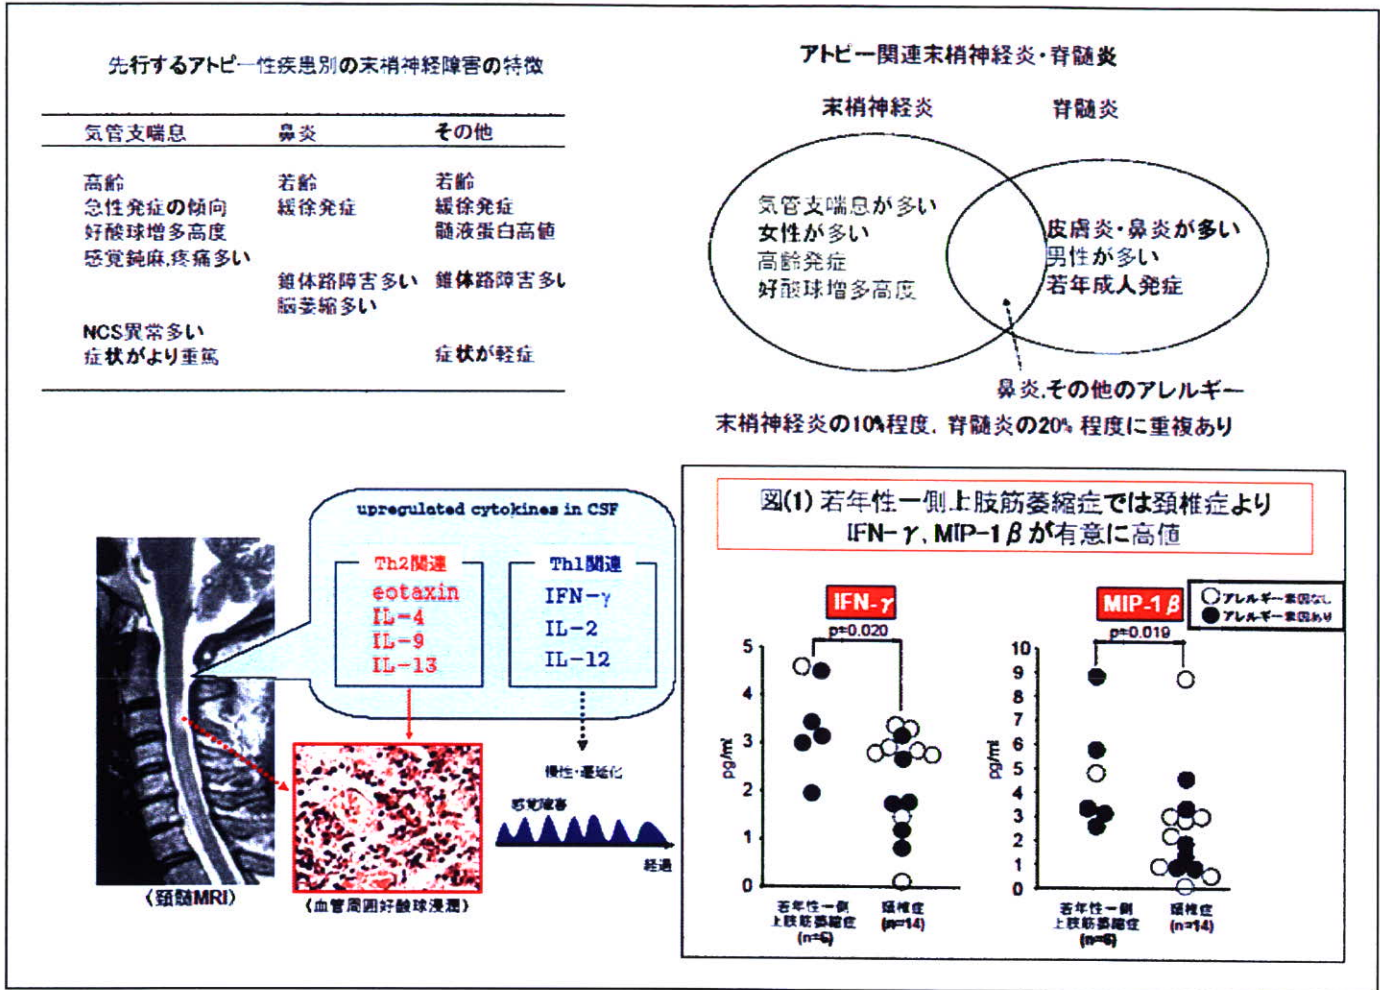 先行するアトピー性疾患別の末梢神経障害の特徴
気管支喘息 鼻炎 その他
高齢 若齢 若齢
急性発症の傾向 緩徐発症 緩徐発症
好酸球増多高度 髄液蛋白高値
感覚鈍麻,疼痛多い
錐体路障害多い 錐体路障害多い
脳萎縮多い
NCS異常多い
症状がより重篤 症状が軽症
アトピー関連末梢神経炎・脊髄炎
末梢神経炎 脊髄炎
気管支喘息が多い
女性が多い
高齢発症
好酸球増多高度
皮膚炎・鼻炎が多い
男性が多い
若年成人発症
鼻炎,その他のアレルギー
末梢神経炎の10%程度, 脊髄炎の20%程度に重複あり
upregulated cytokines in CSF
Th2関連
eotaxin
IL-4
IL-9
IL-13
Th1関連
IFN-γ
IL-2
IL-12
慢性・遷延化
感覚障害
経過
〈頚髄MRI〉
〈血管周囲好酸球浸潤〉
図(1) 若年性一側上肢筋萎縮症では頚椎症より
IFN-γ, MIP-1βが有意に高値
IFN-γ
p=0.020
pg/ml
5
4
3
2
1
0
若年性一側
上肢筋萎縮症
(n=6)
頚椎症
(n=14)
MIP-1β
p=0.019
アレルギー素因なし
アレルギー素因あり
pg/ml
10
9
8
7
6
5
4
3
2
1
0
若年性一側
上肢筋萎縮症
(n=6)
頚椎症
(n=14)